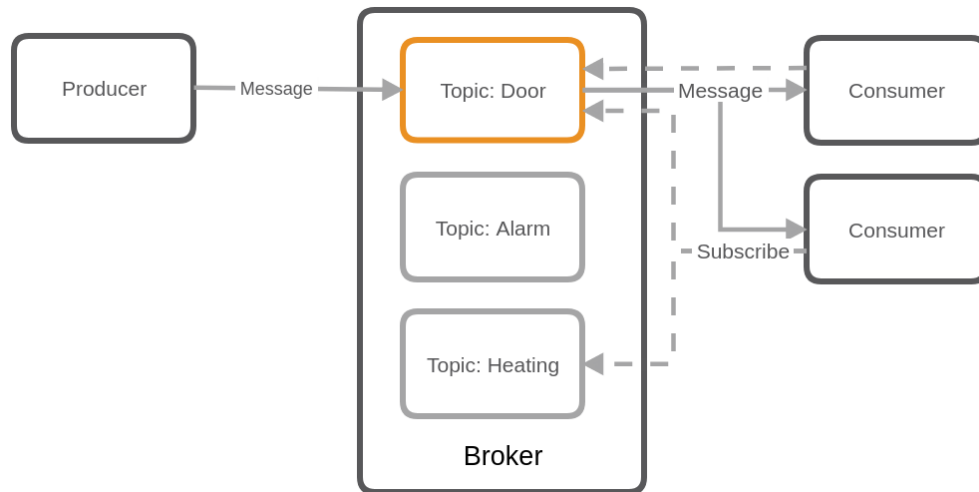 Producer
Message
Topic: Door
Message
Consumer
Topic: Alarm
Consumer
Subscribe
Topic: Heating
Broker